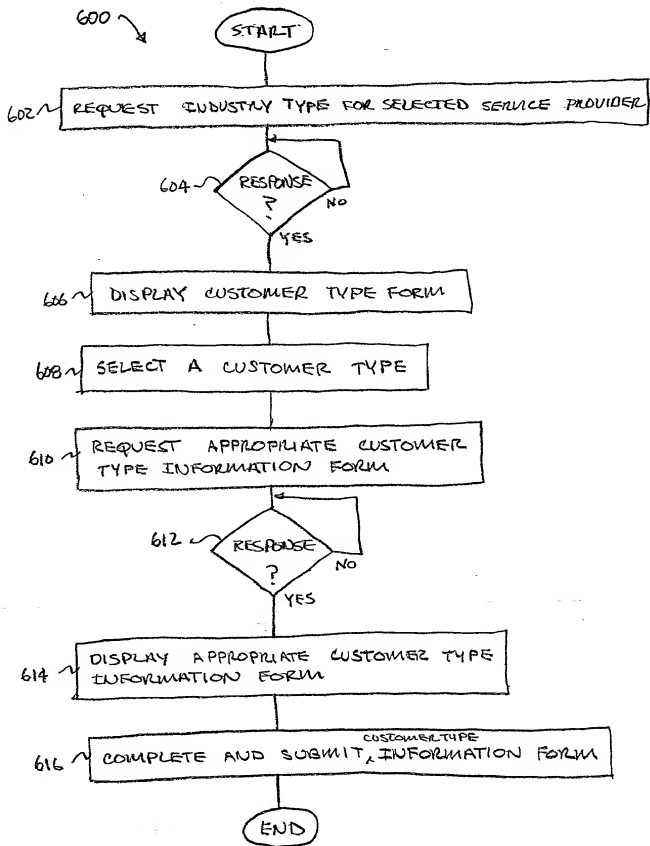 600
START
602 REQUEST INDUSTRY TYPE FOR SELECTED SERVICE PROVIDER
604 RESPONSE
?
NO
YES
606 DISPLAY CUSTOMER TYPE FORM
608 SELECT A CUSTOMER TYPE
610 REQUEST APPROPRIATE CUSTOMER
TYPE INFORMATION FORM
612 RESPONSE
?
NO
YES
614 DISPLAY APPROPRIATE CUSTOMER TYPE
INFORMATION FORM
CUSTOMER TYPE
616 COMPLETE AND SUBMIT ‸ INFORMATION FORM
END